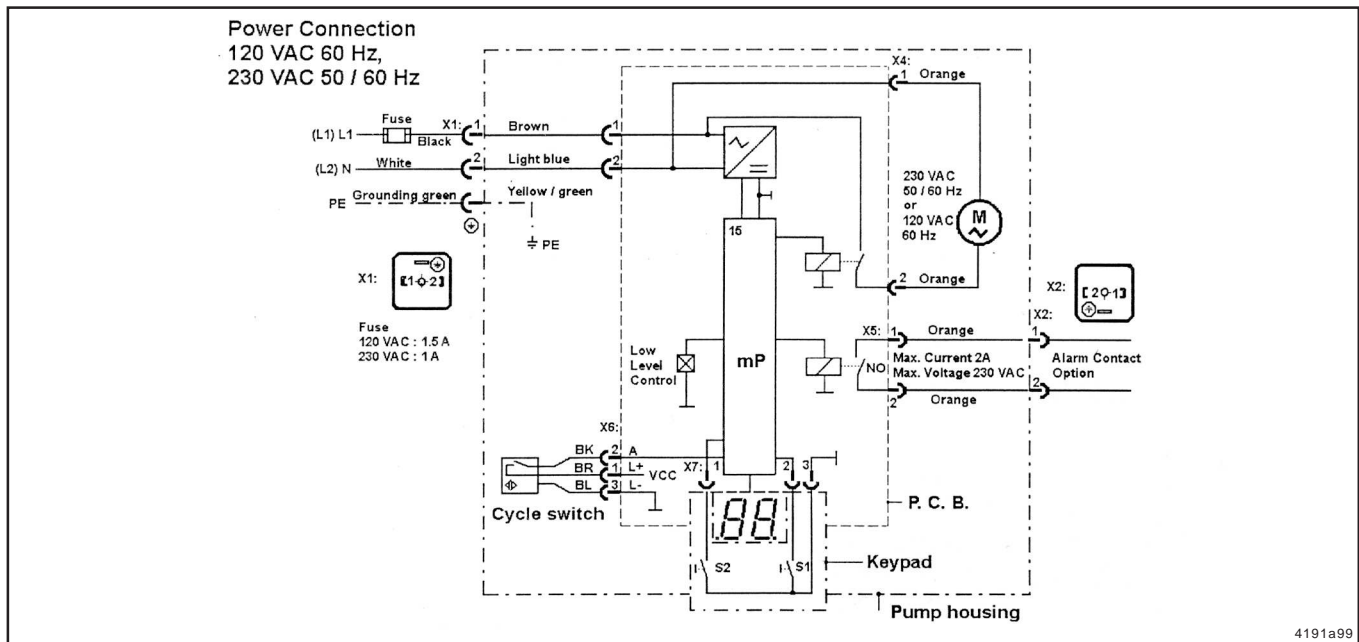 Power Connection
120 VAC 60 Hz,
230 VAC 50 / 60 Hz
X4:
1 Orange
Fuse
(L1) L1
X1: 1 Brown 1
Black
(L2) N White 2 Light blue 2
PE Grounding green Yellow / green
PE
230 VAC
50 / 60 Hz
or
120 VAC
60 Hz
M
15
X1:
1 2
Fuse
120 VAC : 1.5 A
230 VAC : 1 A
2 Orange
X2:
2 1
X2:
X5: 1 Orange 1
Low
Level
Control
mP
NO
Max. Current 2A
Max. Voltage 230 VAC
Alarm Contact
Option
2 Orange 2
X6:
BK 2 A
BR 1 L+ VCC
BL 3 L-
X7: 1 2 3
Cycle switch
.8.8.
P. C. B.
Keypad
S2 S1
Pump housing
4191a99